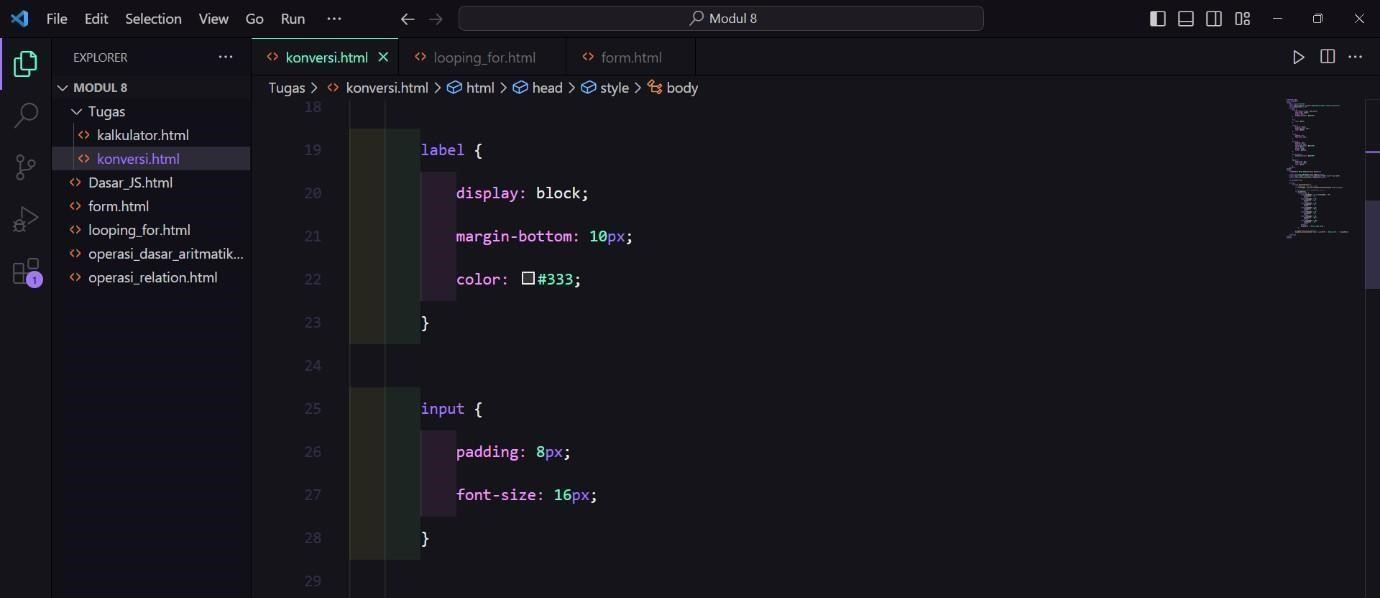 File Edit Selection View Go Run ··· Modul 8
EXPLORER ···
MODUL 8
Tugas
kalkulator.html
konversi.html
Dasar_JS.html
form.html
looping_for.html
operasi_dasar_aritmatik...
operasi_relation.html
1
konversi.html looping_for.html form.html
Tugas > konversi.html > html > head > style > body
18
19 label {
20 display: block;
21 margin-bottom: 10px;
22 color: #333;
23 }
24
25 input {
26 padding: 8px;
27 font-size: 16px;
28 }
29